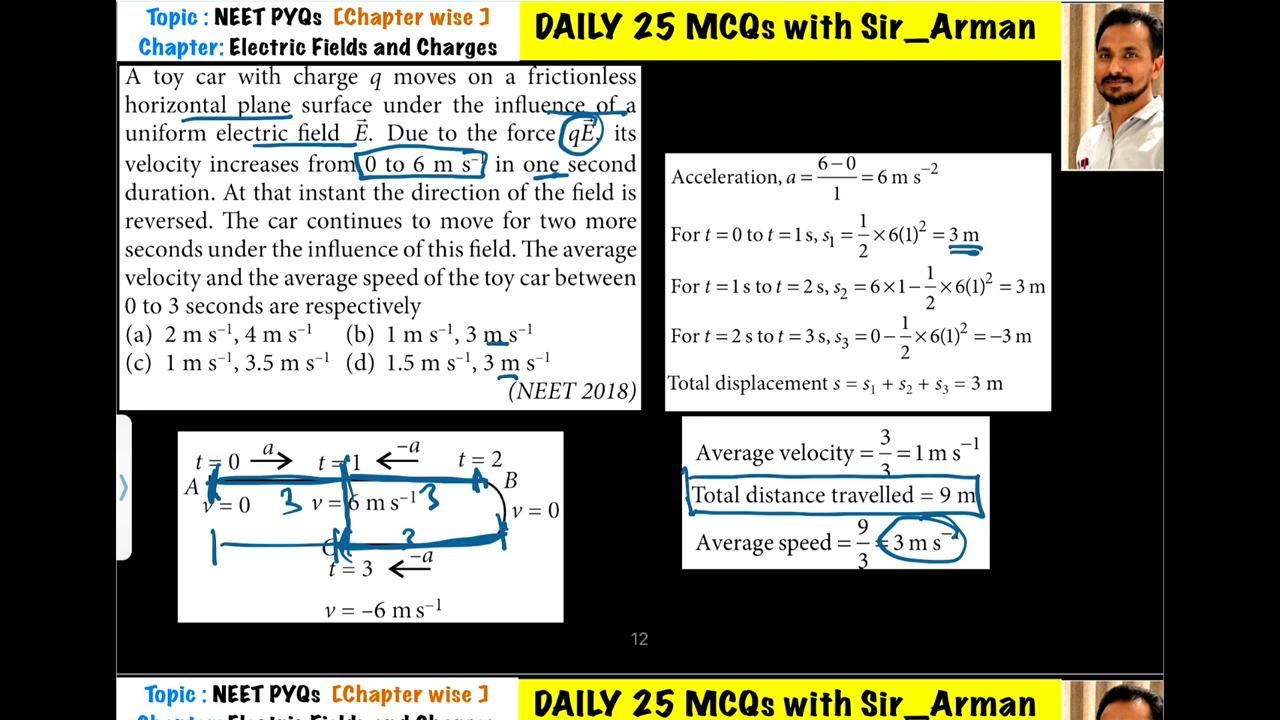 Topic : NEET PYQs [Chapter wise ]
Chapter: Electric Fields and Charges
DAILY 25 MCQs with Sir_Arman
A toy car with charge q moves on a frictionless
horizontal plane surface under the influence of a
uniform electric field E⃗. Due to the force qE⃗, its
velocity increases from 0 to 6 m s⁻¹ in one second
duration. At that instant the direction of the field is
reversed. The car continues to move for two more
seconds under the influence of this field. The average
velocity and the average speed of the toy car between
0 to 3 seconds are respectively
(a) 2 m s⁻¹, 4 m s⁻¹ (b) 1 m s⁻¹, 3 m s⁻¹
(c) 1 m s⁻¹, 3.5 m s⁻¹ (d) 1.5 m s⁻¹, 3 m s⁻¹
(NEET 2018)
Acceleration, a = (6−0)/1 = 6 m s⁻²
For t = 0 to t = 1 s, s₁ = 1/2 × 6(1)² = 3 m
For t = 1 s to t = 2 s, s₂ = 6 × 1 − 1/2 × 6(1)² = 3 m
For t = 2 s to t = 3 s, s₃ = 0 − 1/2 × 6(1)² = −3 m
Total displacement s = s₁ + s₂ + s₃ = 3 m
Average velocity = 3/3 = 1 m s⁻¹
Total distance travelled = 9 m
Average speed = 9/3 = 3 m s⁻¹
t = 0 a t = 1 −a t = 2
A B
v = 0 3 v = 6 m s⁻¹ 3 v = 0
C 3
t = 3 −a
v = −6 m s⁻¹
12
Topic : NEET PYQs [Chapter wise ]
DAILY 25 MCQs with Sir_Arman